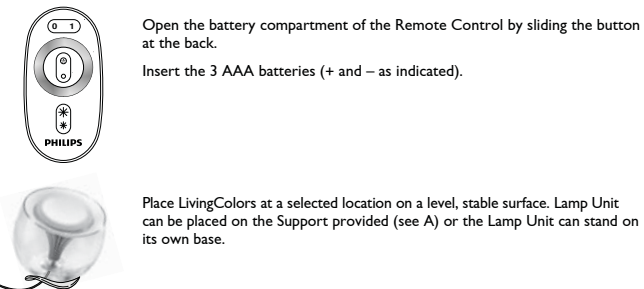 0 1
PHILIPS
Open the battery compartment of the Remote Control by sliding the button
at the back.
Insert the 3 AAA batteries (+ and – as indicated).
Place LivingColors at a selected location on a level, stable surface. Lamp Unit
can be placed on the Support provided (see A) or the Lamp Unit can stand on
its own base.